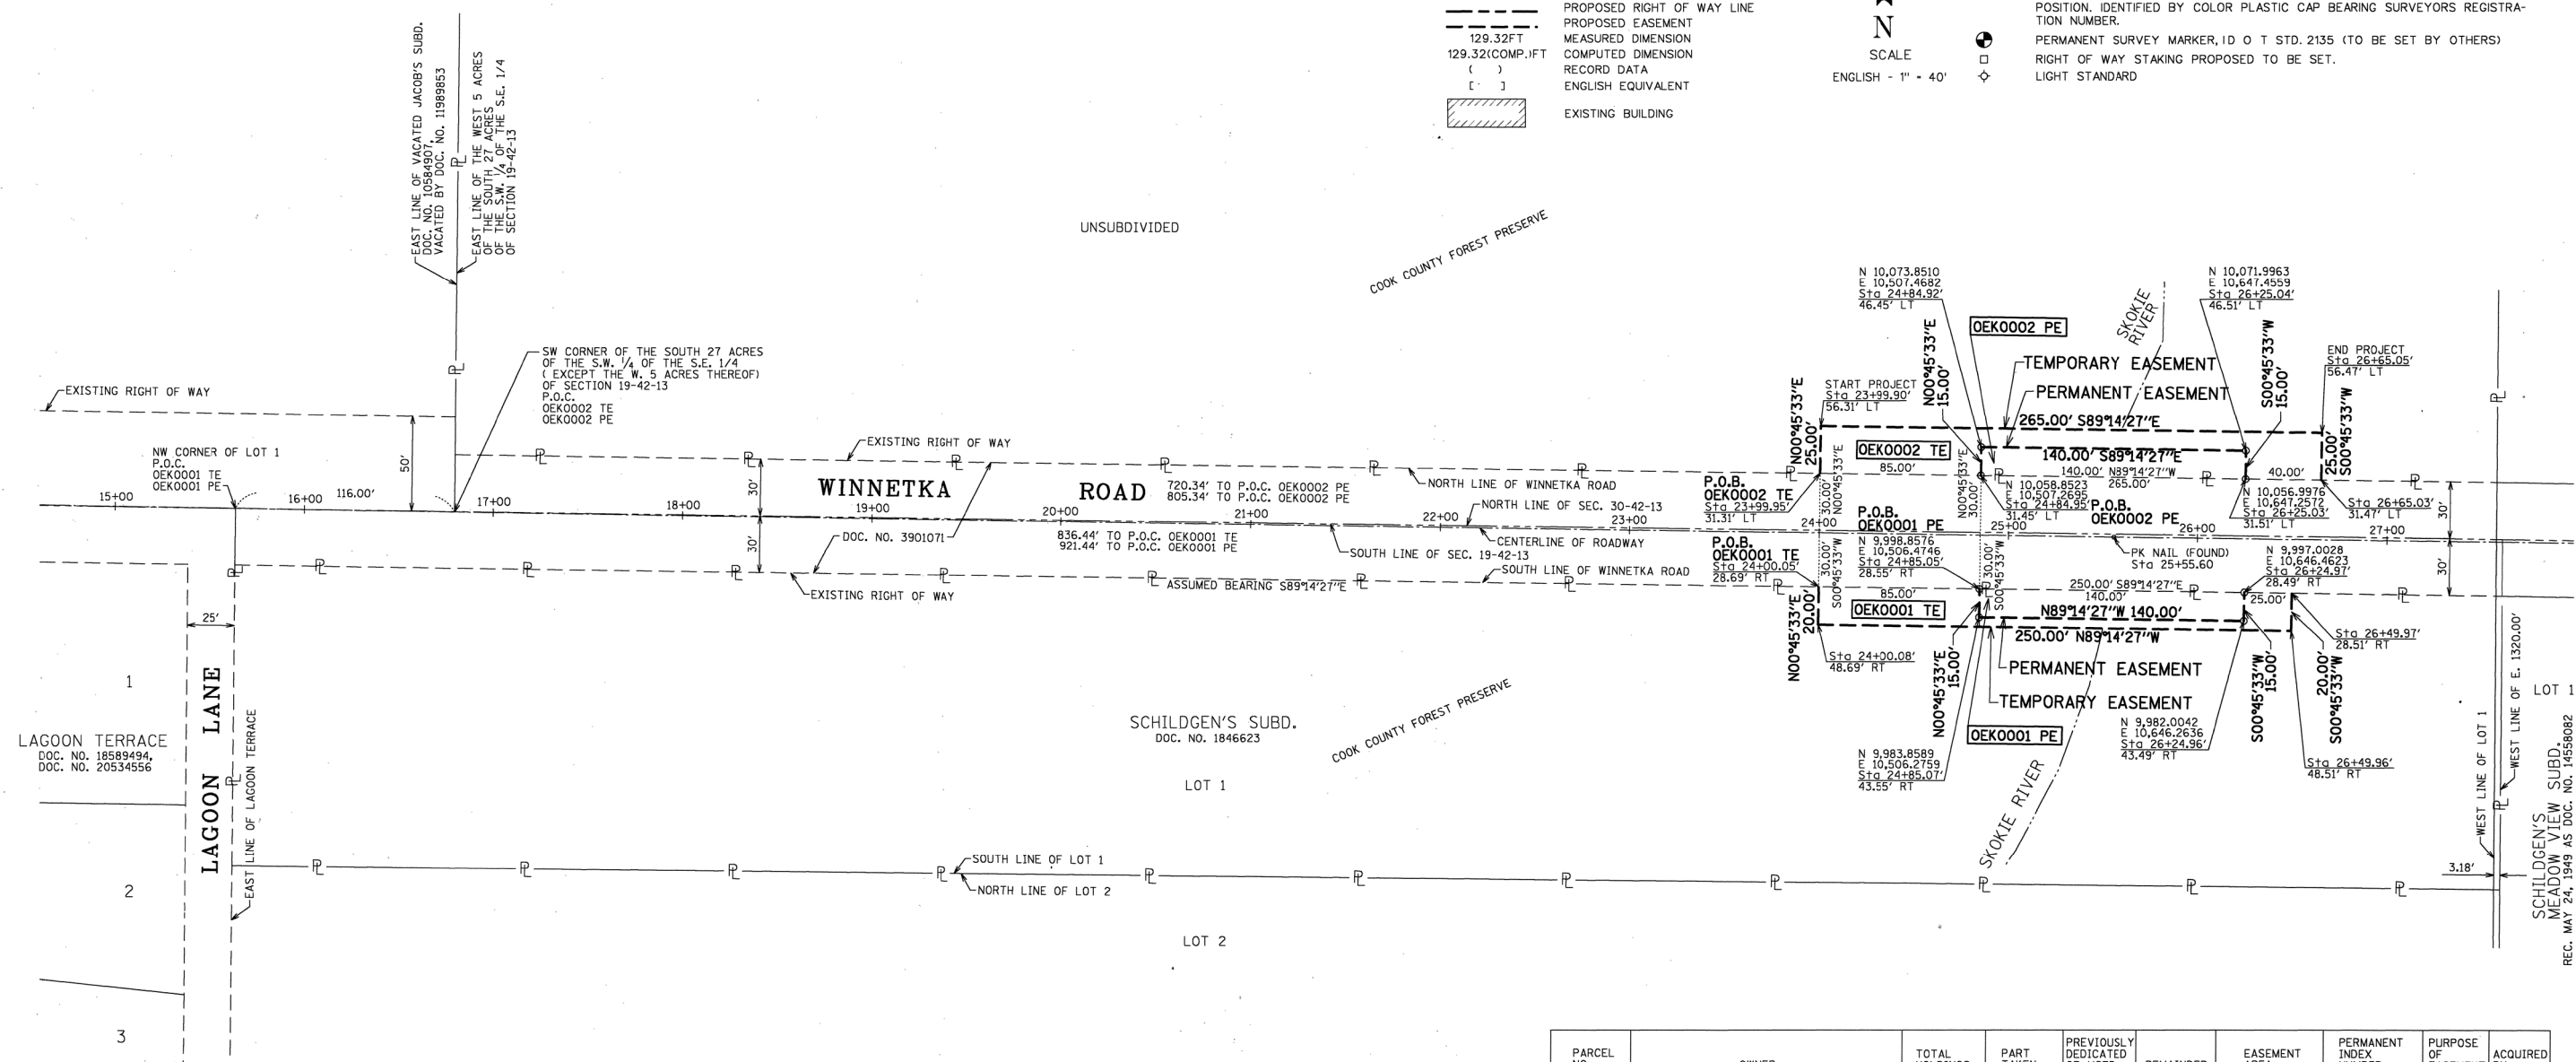 PROPOSED RIGHT OF WAY LINE
PROPOSED EASEMENT
129.32FT MEASURED DIMENSION
129.32(COMP.)FT COMPUTED DIMENSION
( ) RECORD DATA
[ ] ENGLISH EQUIVALENT
EXISTING BUILDING
N
SCALE
ENGLISH - 1" = 40'
POSITION. IDENTIFIED BY COLOR PLASTIC CAP BEARING SURVEYORS REGISTRA-
TION NUMBER.
PERMANENT SURVEY MARKER, I D O T STD. 2135 (TO BE SET BY OTHERS)
RIGHT OF WAY STAKING PROPOSED TO BE SET.
LIGHT STANDARD
EAST LINE OF VACATED JACOB'S SUBD.
DOC. NO. 10584907,
VACATED BY DOC. NO. 11989853
EAST LINE OF THE WEST 5 ACRES
OF THE SOUTH 27 ACRES
OF THE S.W. 1/4 OF THE S.E. 1/4
OF SECTION 19-42-13
UNSUBDIVIDED
COOK COUNTY FOREST PRESERVE
SW CORNER OF THE SOUTH 27 ACRES
OF THE S.W. 1/4 OF THE S.E. 1/4
( EXCEPT THE W. 5 ACRES THEREOF)
OF SECTION 19-42-13
P.O.C.
OEK0002 TE
OEK0002 PE
EXISTING RIGHT OF WAY
NW CORNER OF LOT 1
P.O.C.
OEK0001 TE
OEK0001 PE
50'
15+00
16+00
116.00'
17+00
18+00
19+00
20+00
21+00
22+00
23+00
24+00
25+00
26+00
27+00
EXISTING RIGHT OF WAY
30'
30'
WINNETKA ROAD
720.34' TO P.O.C. OEK0002 PE
805.34' TO P.O.C. OEK0002 PE
NORTH LINE OF WINNETKA ROAD
NORTH LINE OF SEC. 30-42-13
CENTERLINE OF ROADWAY
SOUTH LINE OF SEC. 19-42-13
DOC. NO. 3901071
836.44' TO P.O.C. OEK0001 TE
921.44' TO P.O.C. OEK0001 PE
SOUTH LINE OF WINNETKA ROAD
ASSUMED BEARING S89°14'27"E
EXISTING RIGHT OF WAY
N 10,073.8510
E 10,507.4682
Sta 24+84.92'
46.45' LT
N 10,071.9963
E 10,647.4559
Sta 26+25.04'
46.51' LT
SKOKIE
RIVER
OEK0002 PE
TEMPORARY EASEMENT
PERMANENT EASEMENT
N00°45'33"E
15.00'
S00°45'33"W
15.00'
END PROJECT
Sta 26+65.05'
56.47' LT
START PROJECT
Sta 23+99.90'
56.31' LT
N00°45'33"E
25.00'
265.00' S89°14'27"E
25.00'
S00°45'33"W
OEK0002 TE
140.00' S89°14'27"E
85.00'
140.00' N89°14'27"W
265.00'
40.00'
30.00'
N00°45'33"E
N00°45'33"E
30.00'
P.O.B.
OEK0002 TE
Sta 23+99.95'
31.31' LT
N 10,058.8523
E 10,507.2695
Sta 24+84.95'
31.45' LT
P.O.B.
OEK0002 PE
N 10,056.9976
E 10,647.2572
Sta 26+25.03'
31.51' LT
Sta 26+65.03'
31.47' LT
30'
30'
P.O.B.
OEK0001 PE
N 9,998.8576
E 10,506.4746
Sta 24+85.05'
28.55' RT
P.O.B.
OEK0001 TE
Sta 24+00.05'
28.69' RT
30.00'
S00°45'33"W
30.00'
S00°45'33"W
PK NAIL (FOUND)
Sta 25+55.60
N 9,997.0028
E 10,646.4623
Sta 26+24.97'
28.49' RT
250.00' S89°14'27"E
140.00'
85.00'
25.00'
OEK0001 TE
N89°14'27"W 140.00'
250.00' N89°14'27"W
N00°45'33"E
20.00'
Sta 24+00.08'
48.69' RT
N00°45'33"E
15.00'
PERMANENT EASEMENT
TEMPORARY EASEMENT
OEK0001 PE
S00°45'33"W
15.00'
20.00'
S00°45'33"W
Sta 26+49.97'
28.51' RT
Sta 26+49.96'
48.51' RT
N 9,982.0042
E 10,646.2636
Sta 26+24.96'
43.49' RT
N 9,983.8589
E 10,506.2759
Sta 24+85.07'
43.55' RT
SKOKIE RIVER
25'
1
LAGOON TERRACE
DOC. NO. 18589494,
DOC. NO. 20534556
2
3
LAGOON LANE
EAST LINE OF LAGOON TERRACE
SCHILDGEN'S SUBD.
DOC. NO. 1846623
COOK COUNTY FOREST PRESERVE
LOT 1
SOUTH LINE OF LOT 1
NORTH LINE OF LOT 2
LOT 2
WEST LINE OF LOT 1
WEST LINE OF E. 1320.00'
3.18'
LOT 1
SCHILDGEN'S
MEADOW VIEW SUBD.
REC. MAY 24, 1949 AS DOC. NO. 14558082
PARCEL
TOTAL
PART
PREVIOUSLY
DEDICATED
REMAINDER
EASEMENT
PERMANENT
INDEX
PURPOSE
OF
ACQUIRED